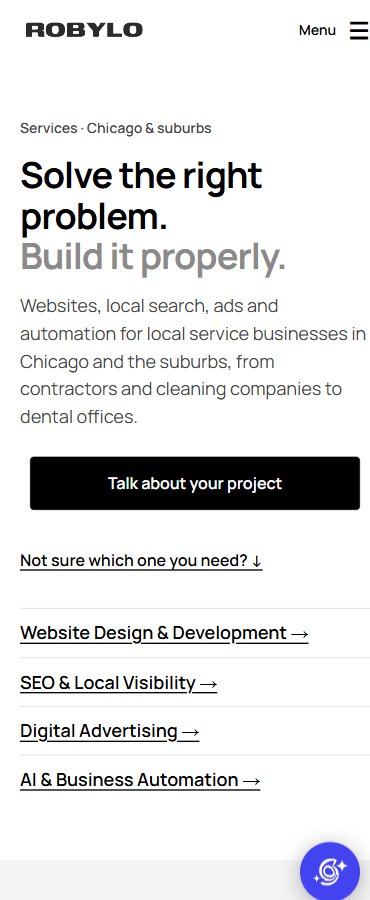 ROBYLO
Menu
Services · Chicago & suburbs
Solve the right
problem.
Build it properly.
Websites, local search, ads and
automation for local service businesses in
Chicago and the suburbs, from
contractors and cleaning companies to
dental offices.
Talk about your project
Not sure which one you need? ↓
Website Design & Development →
SEO & Local Visibility →
Digital Advertising →
AI & Business Automation →